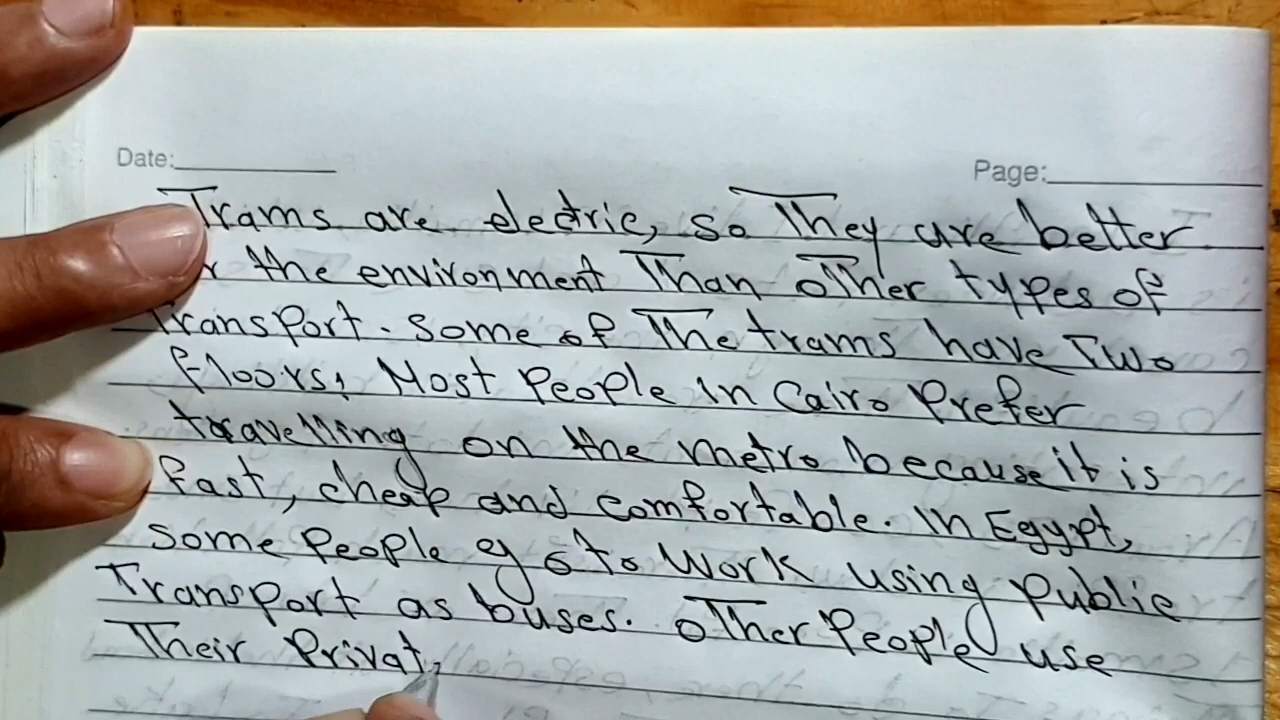 Date:
Page:
Trams are electric, so They are better
r the environment Than other types of
Transport. Some of The trams have Two
floors, Most People in Cairo Prefer
travelling on the metro because it is
fast, cheap and comfortable. In Egypt,
Some People go to Work using Public
Transport as buses. OTher People use
Their Privat